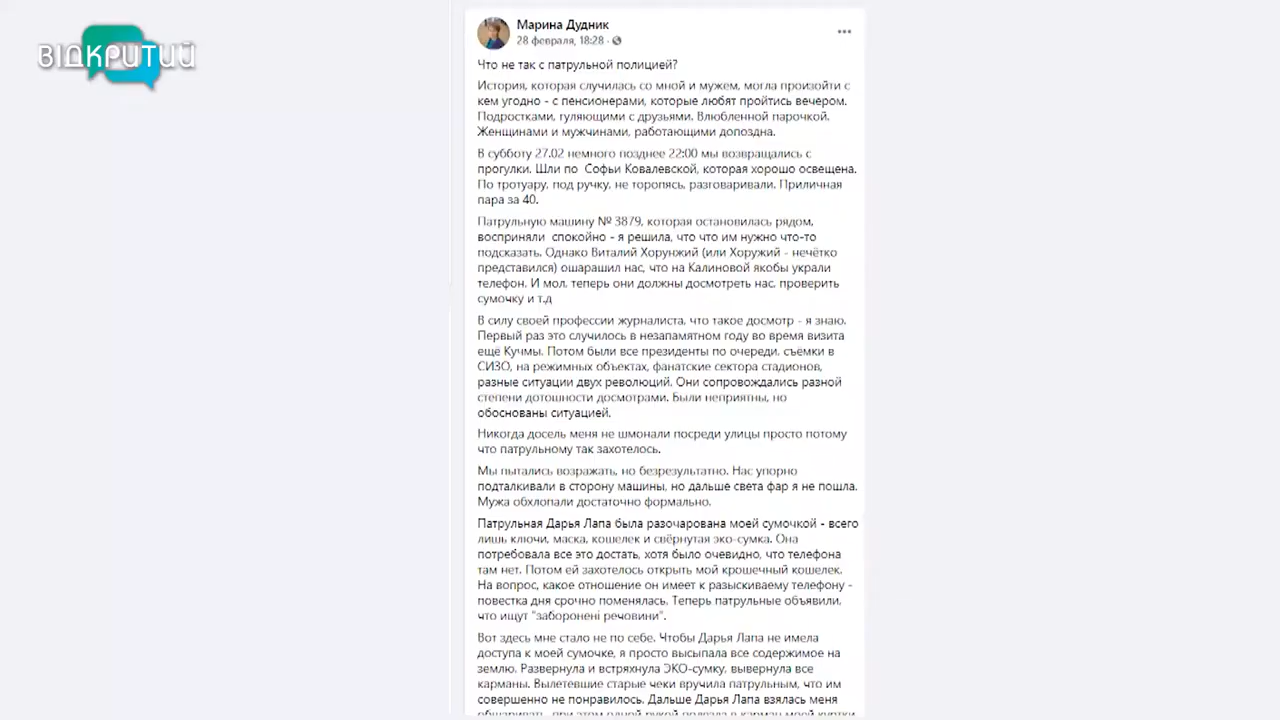 ВІДКРИТИЙ
Марина Дудник
28 февраля, 18:28 ·
Что не так с патрульной полицией?
История, которая случилась со мной и мужем, могла произойти с
кем угодно - с пенсионерами, которые любят пройтись вечером.
Подростками, гуляющими с друзьями. Влюбленной парочкой.
Женщинами и мужчинами, работающими допоздна.
В субботу 27.02 немного позднее 22:00 мы возвращались с
прогулки. Шли по Софьи Ковалевской, которая хорошо освещена.
По тротуару, под ручку, не торопясь, разговаривали. Приличная
пара за 40.
Патрульную машину № 3879, которая остановилась рядом,
восприняли спокойно - я решила, что что им нужно что-то
подсказать. Однако Виталий Хорунжий (или Хоружий - нечётко
представился) ошарашил нас, что на Калиновой якобы украли
телефон. И мол, теперь они должны досмотреть нас, проверить
сумочку и т.д
В силу своей профессии журналиста, что такое досмотр - я знаю.
Первый раз это случилось в незапамятном году во время визита
ещё Кучмы. Потом были все президенты по очереди, съёмки в
СИЗО, на режимных объектах, фанатские сектора стадионов,
разные ситуации двух революций. Они сопровождались разной
степени дотошности досмотрами. Были неприятны, но
обоснованы ситуацией.
Никогда досель меня не шмонали посреди улицы просто потому
что патрульному так захотелось.
Мы пытались возражать, но безрезультатно. Нас упорно
подталкивали в сторону машины, но дальше света фар я не пошла.
Мужа обхлопали достаточно формально.
Патрульная Дарья Лапа была разочарована моей сумочкой - всего
лишь ключи, маска, кошелек и свёрнутая эко-сумка. Она
потребовала все это достать, хотя было очевидно, что телефона
там нет. Потом ей захотелось открыть мой крошечный кошелек.
На вопрос, какое отношение он имеет к разыскиваему телефону -
повестка дня срочно поменялась. Теперь патрульные объявили,
что ищут "заборонені речовини".
Вот здесь мне стало не по себе. Чтобы Дарья Лапа не имела
доступа к моей сумочке, я просто высыпала все содержимое на
землю. Развернула и встряхнула ЭКО-сумку, вывернула все
карманы. Вылетевшие старые чеки вручила патрульным, что им
совершенно не понравилось. Дальше Дарья Лапа взялась меня